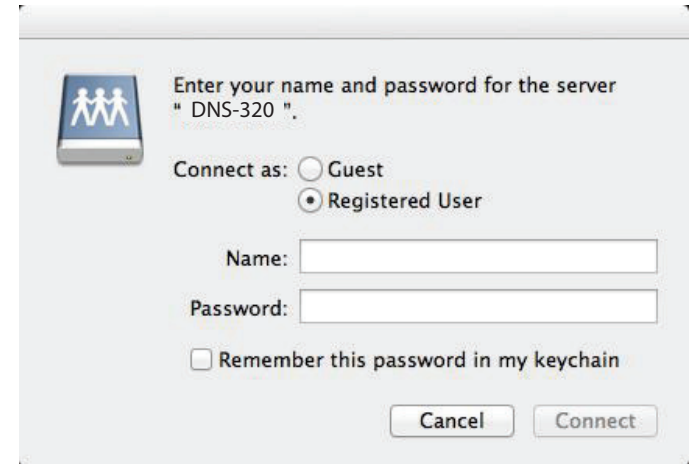 Enter your name and password for the server
" DNS-320 ".
Connect as: Guest
Registered User
Name:
Password:
Remember this password in my keychain
Cancel Connect